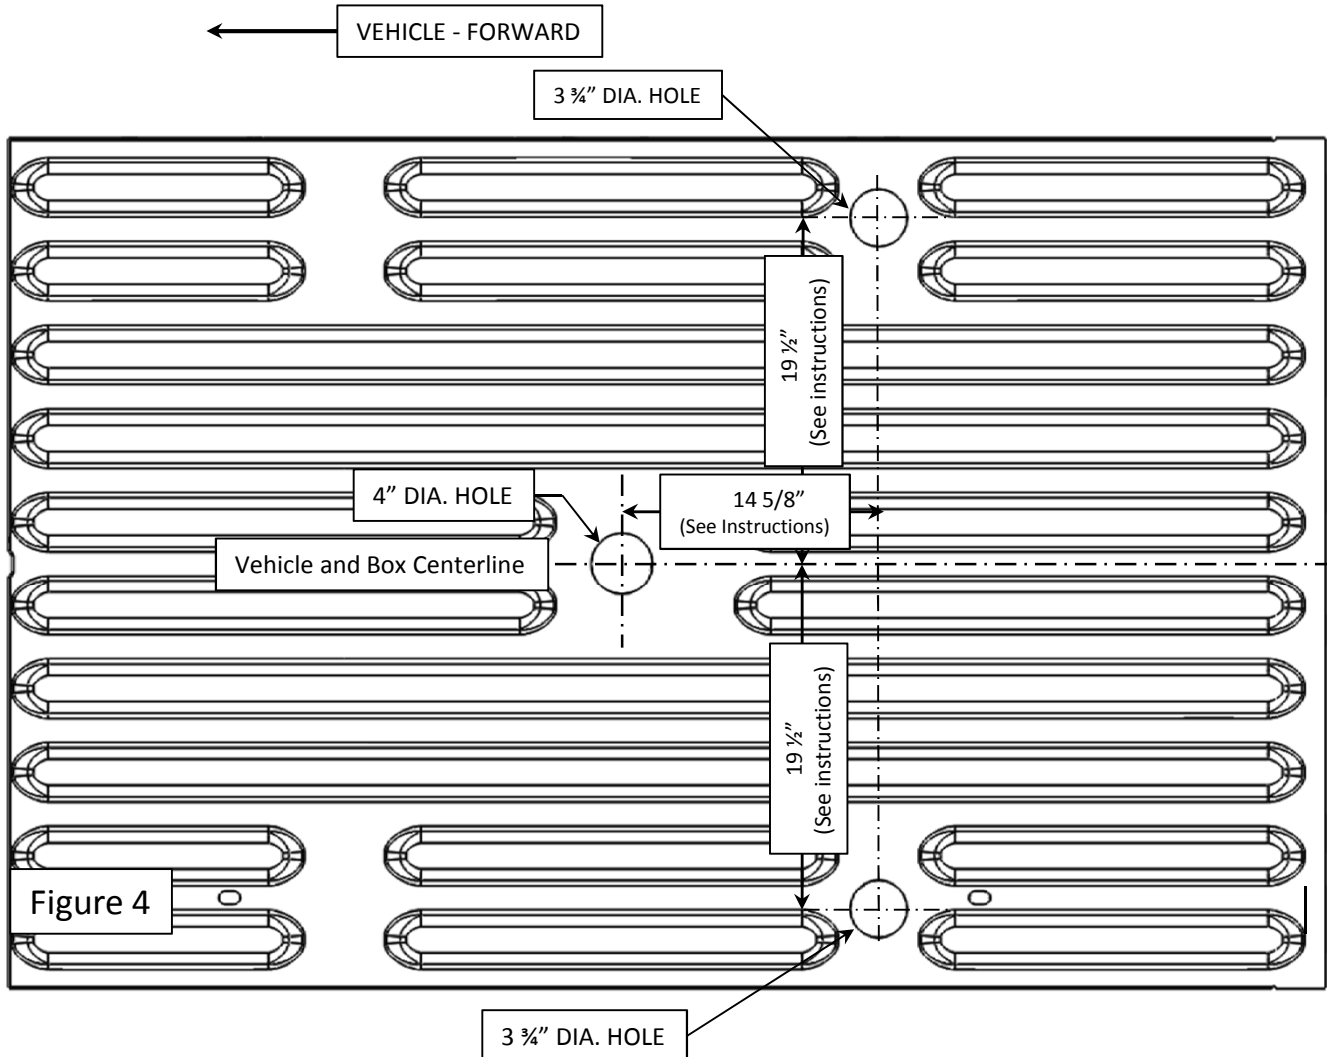 VEHICLE - FORWARD
3 ¾” DIA. HOLE
19 ½”
(See instructions)
4” DIA. HOLE
14 5/8”
(See Instructions)
Vehicle and Box Centerline
19 ½”
(See instructions)
Figure 4
3 ¾” DIA. HOLE